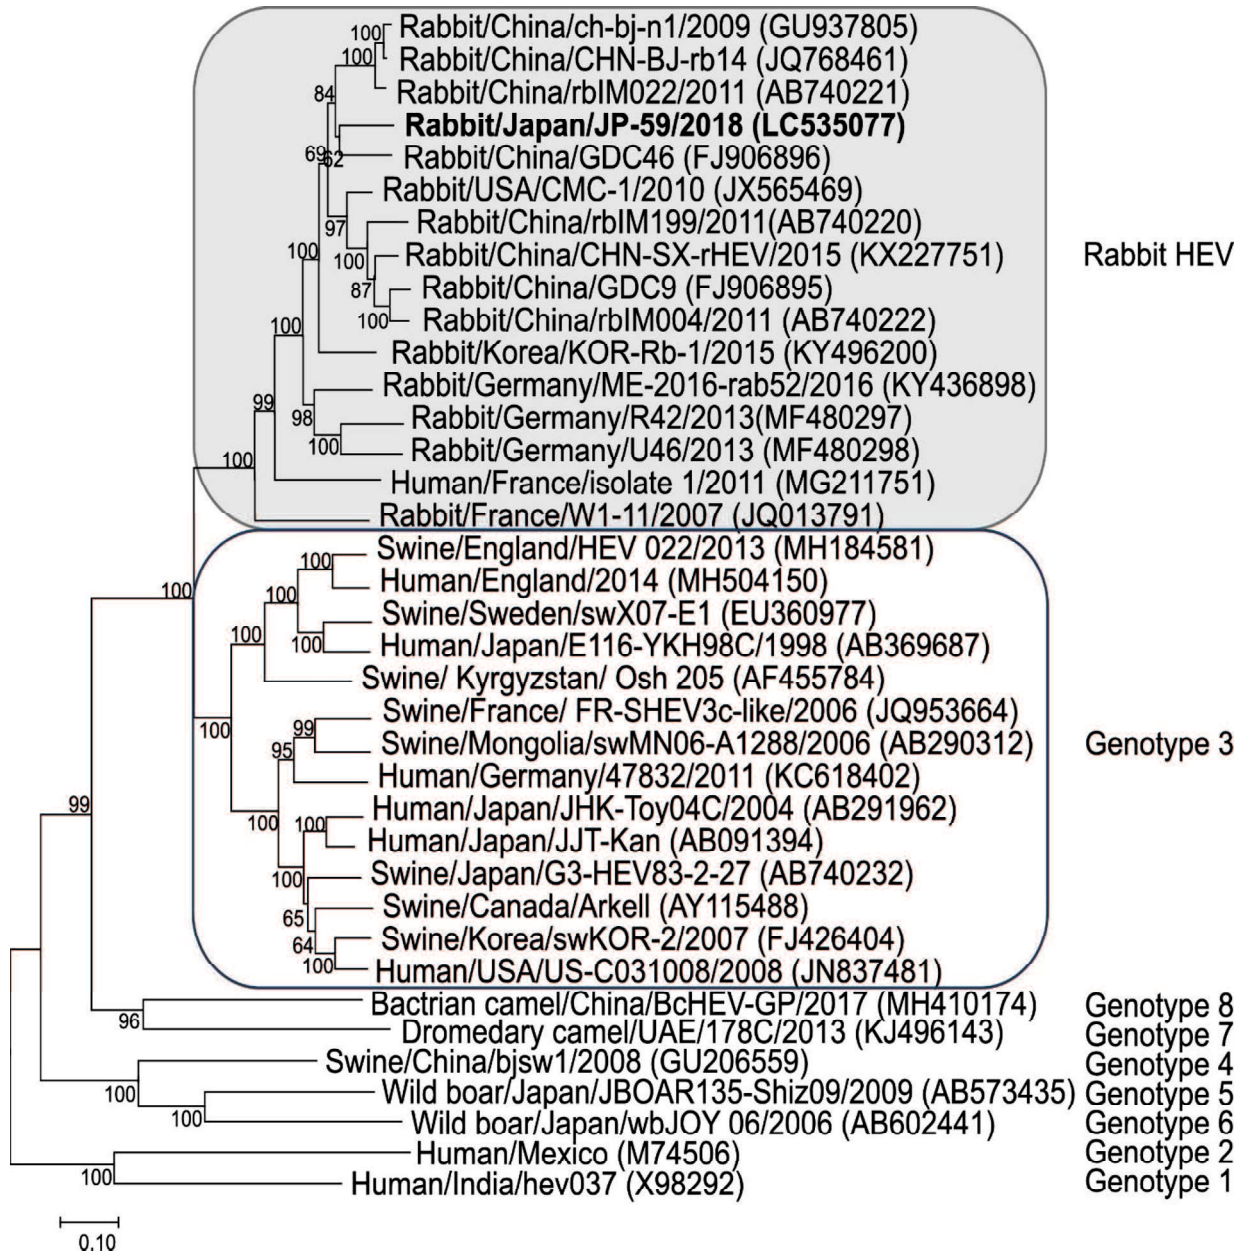 100 Rabbit/China/ch-bj-n1/2009 (GU937805)
100 Rabbit/China/CHN-BJ-rb14 (JQ768461)
Rabbit/China/rbIM022/2011 (AB740221)
84
Rabbit/Japan/JP-59/2018 (LC535077)
69 62 Rabbit/China/GDC46 (FJ906896)
Rabbit/USA/CMC-1/2010 (JX565469)
97 Rabbit/China/rbIM199/2011(AB740220)
100 100 Rabbit/China/CHN-SX-rHEV/2015 (KX227751) Rabbit HEV
87 Rabbit/China/GDC9 (FJ906895)
100 Rabbit/China/rbIM004/2011 (AB740222)
100 Rabbit/Korea/KOR-Rb-1/2015 (KY496200)
Rabbit/Germany/ME-2016-rab52/2016 (KY436898)
99 98 Rabbit/Germany/R42/2013(MF480297)
100 Rabbit/Germany/U46/2013 (MF480298)
100 Human/France/isolate 1/2011 (MG211751)
Rabbit/France/W1-11/2007 (JQ013791)
100 Swine/England/HEV 022/2013 (MH184581)
100 100 Human/England/2014 (MH504150)
Swine/Sweden/swX07-E1 (EU360977)
100 100 Human/Japan/E116-YKH98C/1998 (AB369687)
Swine/ Kyrgyzstan/ Osh 205 (AF455784)
100 99 Swine/France/ FR-SHEV3c-like/2006 (JQ953664)
95 Swine/Mongolia/swMN06-A1288/2006 (AB290312) Genotype 3
Human/Germany/47832/2011 (KC618402)
99 Human/Japan/JHK-Toy04C/2004 (AB291962)
100 100 Human/Japan/JJT-Kan (AB091394)
100 Swine/Japan/G3-HEV83-2-27 (AB740232)
65 Swine/Canada/Arkell (AY115488)
64 Swine/Korea/swKOR-2/2007 (FJ426404)
100 Human/USA/US-C031008/2008 (JN837481)
Bactrian camel/China/BcHEV-GP/2017 (MH410174) Genotype 8
96 Dromedary camel/UAE/178C/2013 (KJ496143) Genotype 7
Swine/China/bjsw1/2008 (GU206559) Genotype 4
100 Wild boar/Japan/JBOAR135-Shiz09/2009 (AB573435) Genotype 5
100 Wild boar/Japan/wbJOY 06/2006 (AB602441) Genotype 6
Human/Mexico (M74506) Genotype 2
100 Human/India/hev037 (X98292) Genotype 1
0.10